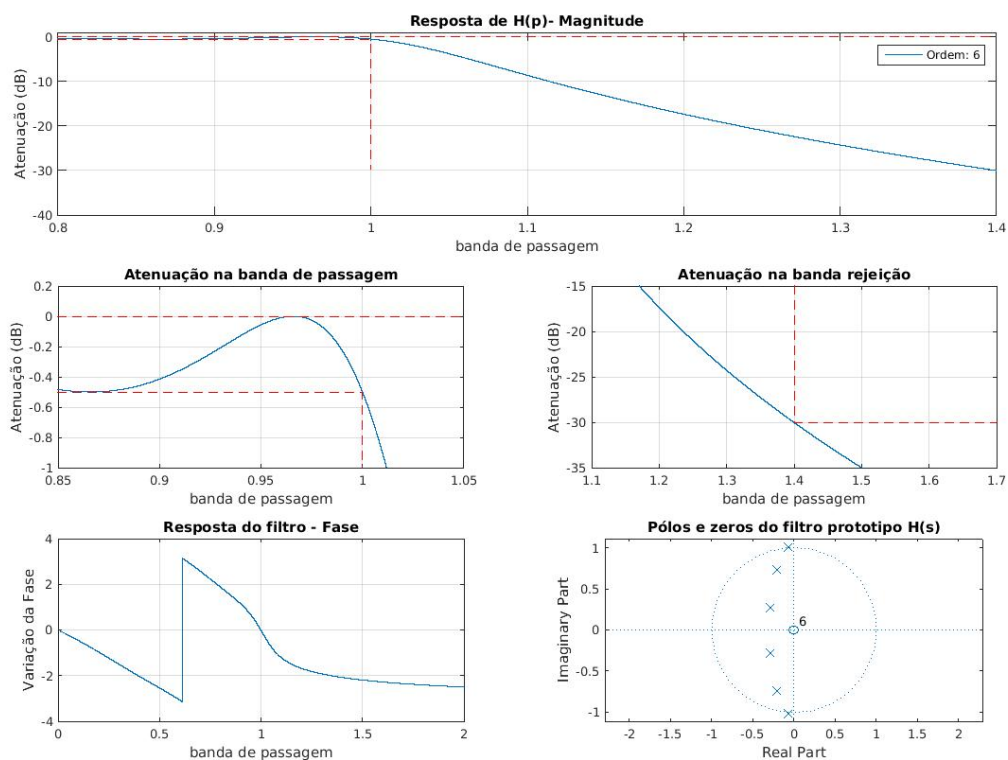 Resposta de H(p)- Magnitude
Atenuação (dB)
0
-10
-20
-30
-40
Ordem: 6
0.8 0.9 1 1.1 1.2 1.3 1.4
banda de passagem
Atenuação na banda de passagem
Atenuação (dB)
0.2
0
-0.2
-0.4
-0.6
-0.8
-1
0.85 0.9 0.95 1 1.05
banda de passagem
Atenuação na banda rejeição
Atenuação (dB)
-15
-20
-25
-30
-35
1.1 1.2 1.3 1.4 1.5 1.6 1.7
banda de passagem
Resposta do filtro - Fase
Variação da Fase
4
2
0
-2
-4
0 0.5 1 1.5 2
banda de passagem
Pólos e zeros do filtro prototipo H(s)
Imaginary Part
1
0.5
0
-0.5
-1
6
-2 -1.5 -1 -0.5 0 0.5 1 1.5 2
Real Part